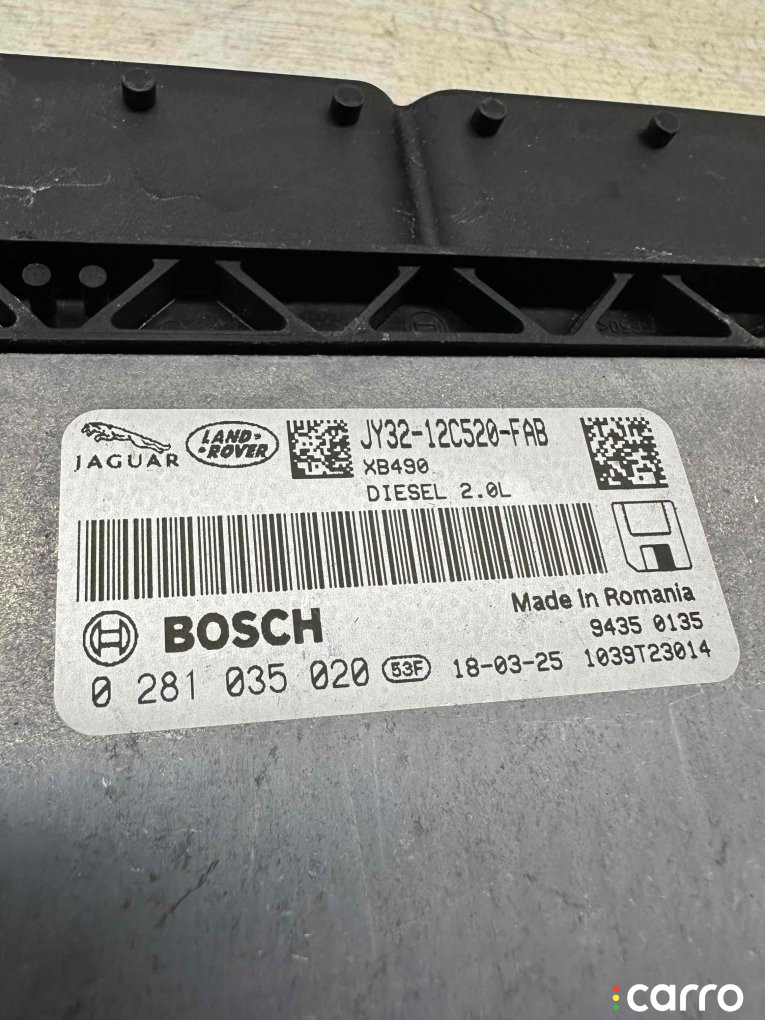 JAGUAR
LAND-
ROVER
JY32-12C520-FAB
XB490
DIESEL 2.0L
Made In Romania
BOSCH
9435 0135
0 281 035 020 53F 18-03-25 1039T23014
carro